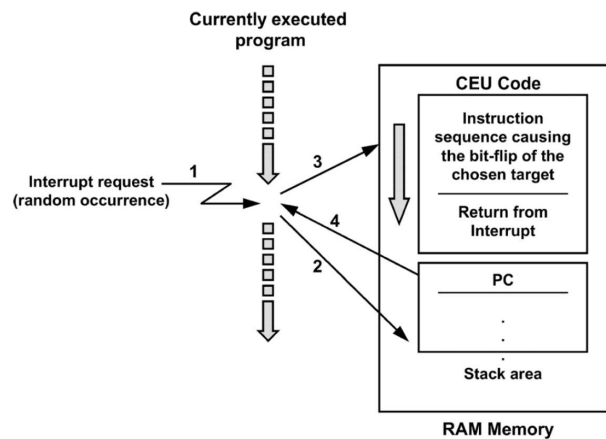 Currently executed
program
1
Interrupt request
(random occurrence)
3
4
2
CEU Code
Instruction
sequence causing
the bit-flip of the
chosen target
Return from
Interrupt
PC
.
.
.
Stack area
RAM Memory